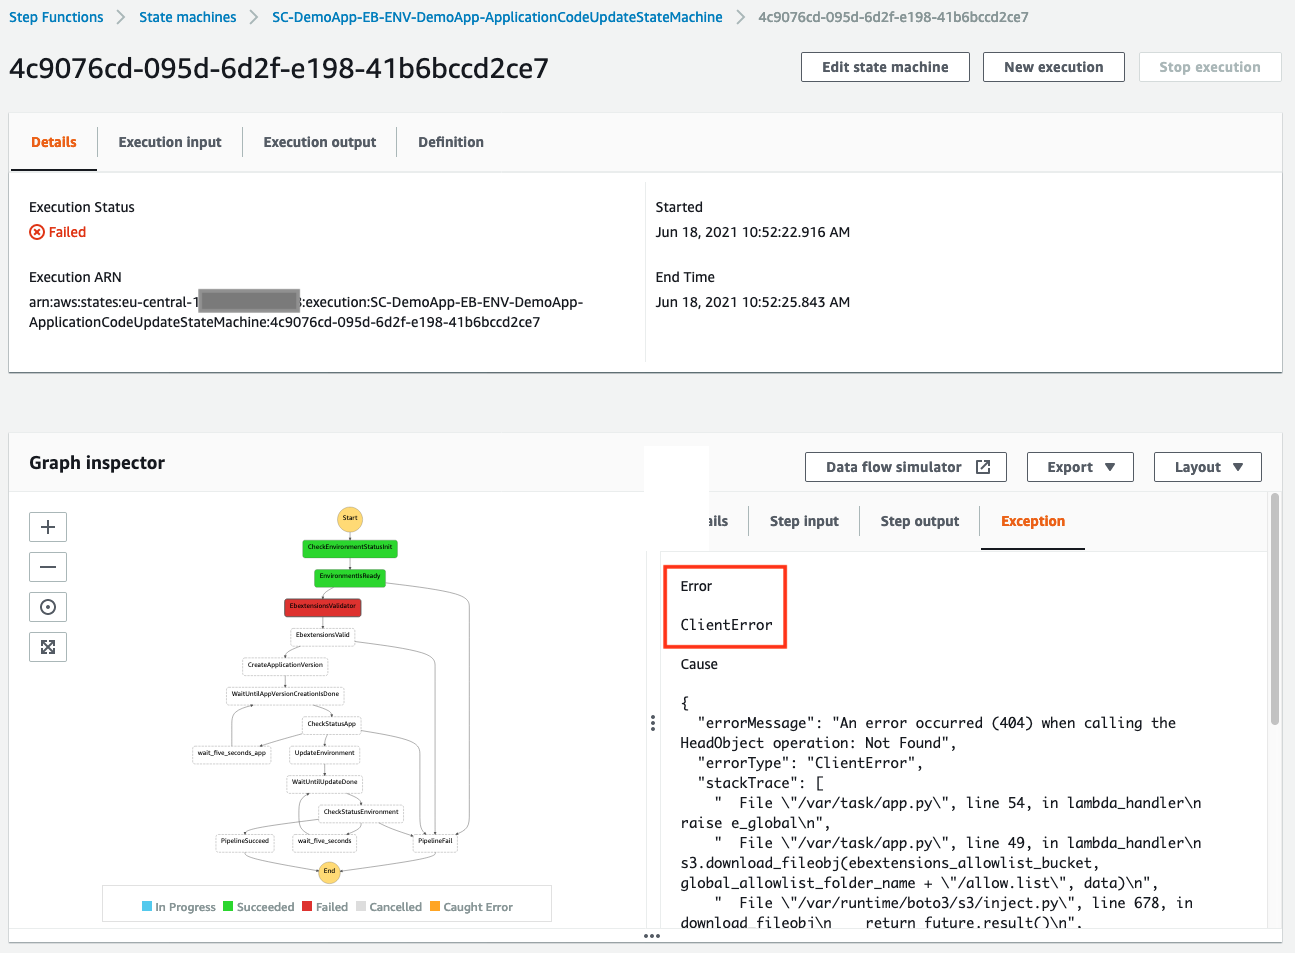 Step Functions > State machines > SC-DemoApp-EB-ENV-DemoApp-ApplicationCodeUpdateStateMachine > 4c9076cd-095d-6d2f-e198-41b6bccd2ce7
4c9076cd-095d-6d2f-e198-41b6bccd2ce7
Edit state machine
New execution
Stop execution
Details
Execution input
Execution output
Definition
Execution Status
Failed
Execution ARN
arn:aws:states:eu-central-1 :execution:SC-DemoApp-EB-ENV-DemoApp-
ApplicationCodeUpdateStateMachine:4c9076cd-095d-6d2f-e198-41b6bccd2ce7
Started
Jun 18, 2021 10:52:22.916 AM
End Time
Jun 18, 2021 10:52:25.843 AM
Graph inspector
Data flow simulator
Export
Layout
Start
CheckEnvironmentStatusInit
EnvironmentIsReady
EbextensionsValidator
EbextensionsValid
CreateApplicationVersion
WaitUntilAppVersionCreationIsDone
CheckStatusApp
wait_five_seconds_app
UpdateEnvironment
WaitUntilUpdateDone
CheckStatusEnvironment
PipelineSucceed
wait_five_seconds
PipelineFail
End
In Progress
Succeeded
Failed
Cancelled
Caught Error
ails
Step input
Step output
Exception
Error
ClientError
Cause
{
"errorMessage": "An error occurred (404) when calling the
HeadObject operation: Not Found",
"errorType": "ClientError",
"stackTrace": [
"  File \"/var/task/app.py\", line 54, in lambda_handler\n
raise e_global\n",
"  File \"/var/task/app.py\", line 49, in lambda_handler\n
s3.download_fileobj(ebextensions_allowlist_bucket,
global_allowlist_folder_name + \"/allow.list\", data)\n",
"  File \"/var/runtime/boto3/s3/inject.py\", line 678, in
download_fileobj\n    return future.result()\n",